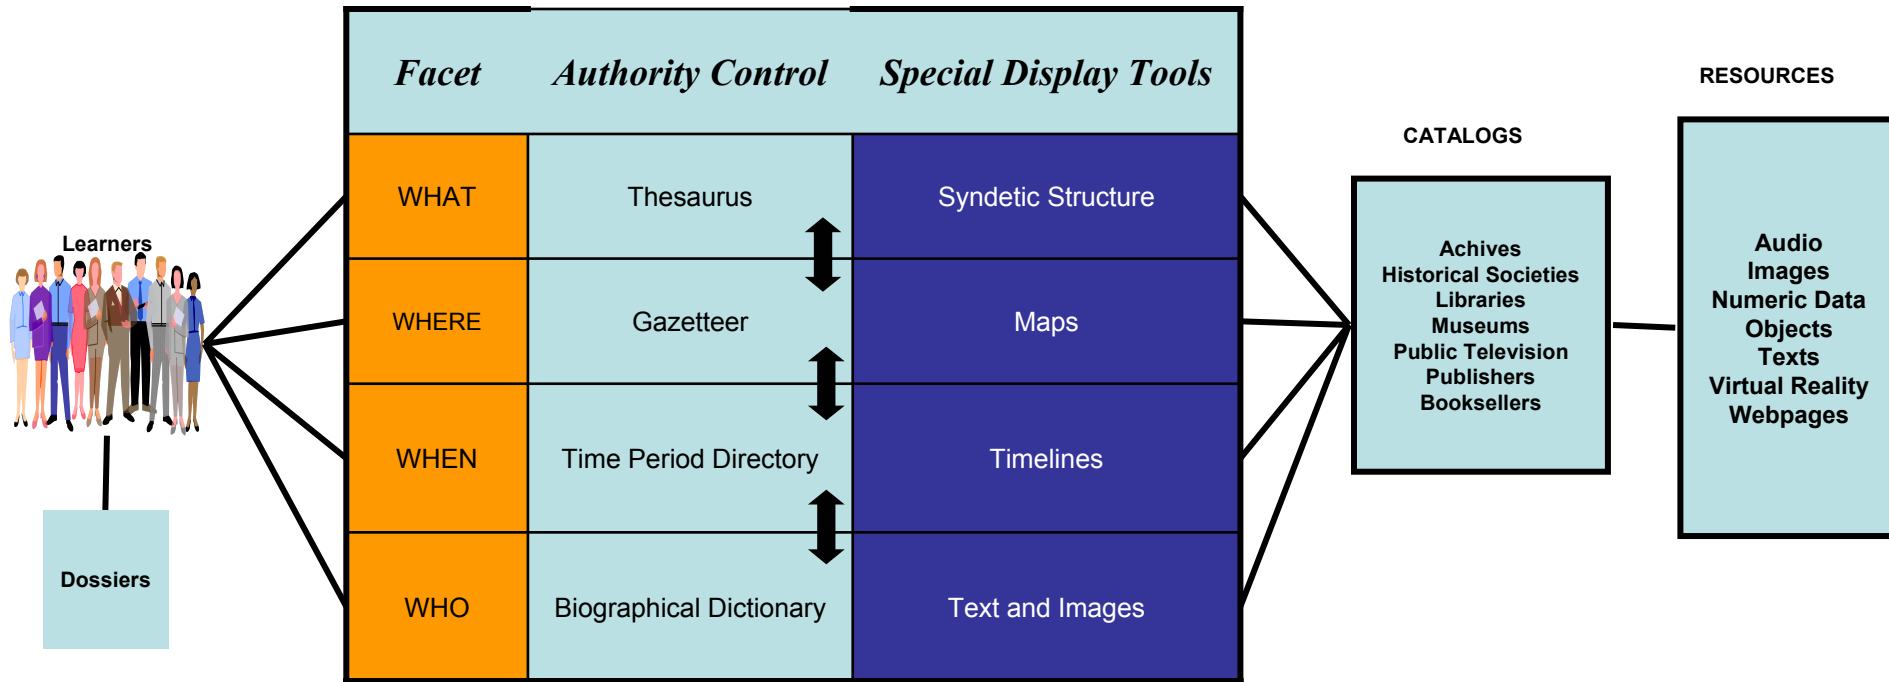 Learners
Dossiers
Facet Authority Control Special Display Tools
WHAT Thesaurus Syndetic Structure
WHERE Gazetteer Maps
WHEN Time Period Directory Timelines
WHO Biographical Dictionary Text and Images
CATALOGS
Achives
Historical Societies
Libraries
Museums
Public Television
Publishers
Booksellers
RESOURCES
Audio
Images
Numeric Data
Objects
Texts
Virtual Reality
Webpages